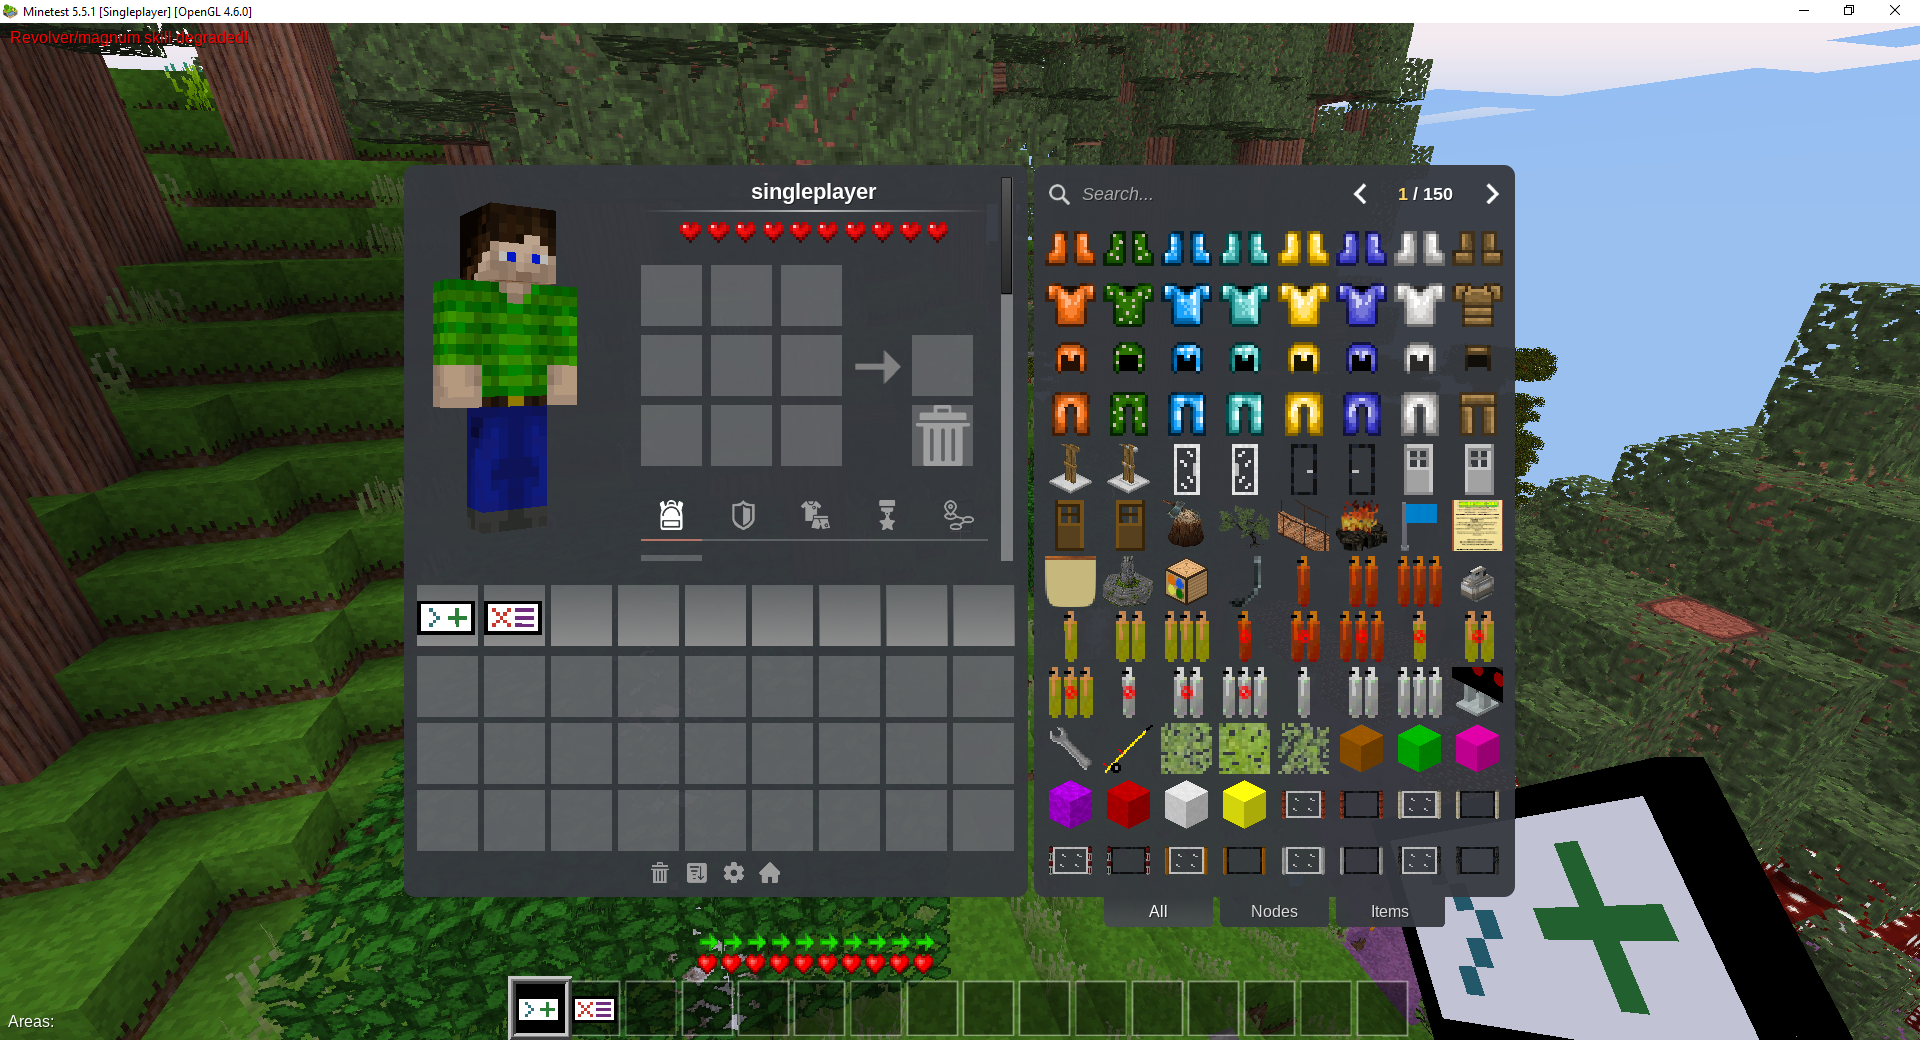 Minetest 5.5.1 [Singleplayer] [OpenGL 4.6.0]
Revolver/magnum skill degraded!
singleplayer
Search...
1 / 150
All
Nodes
Items
Areas: